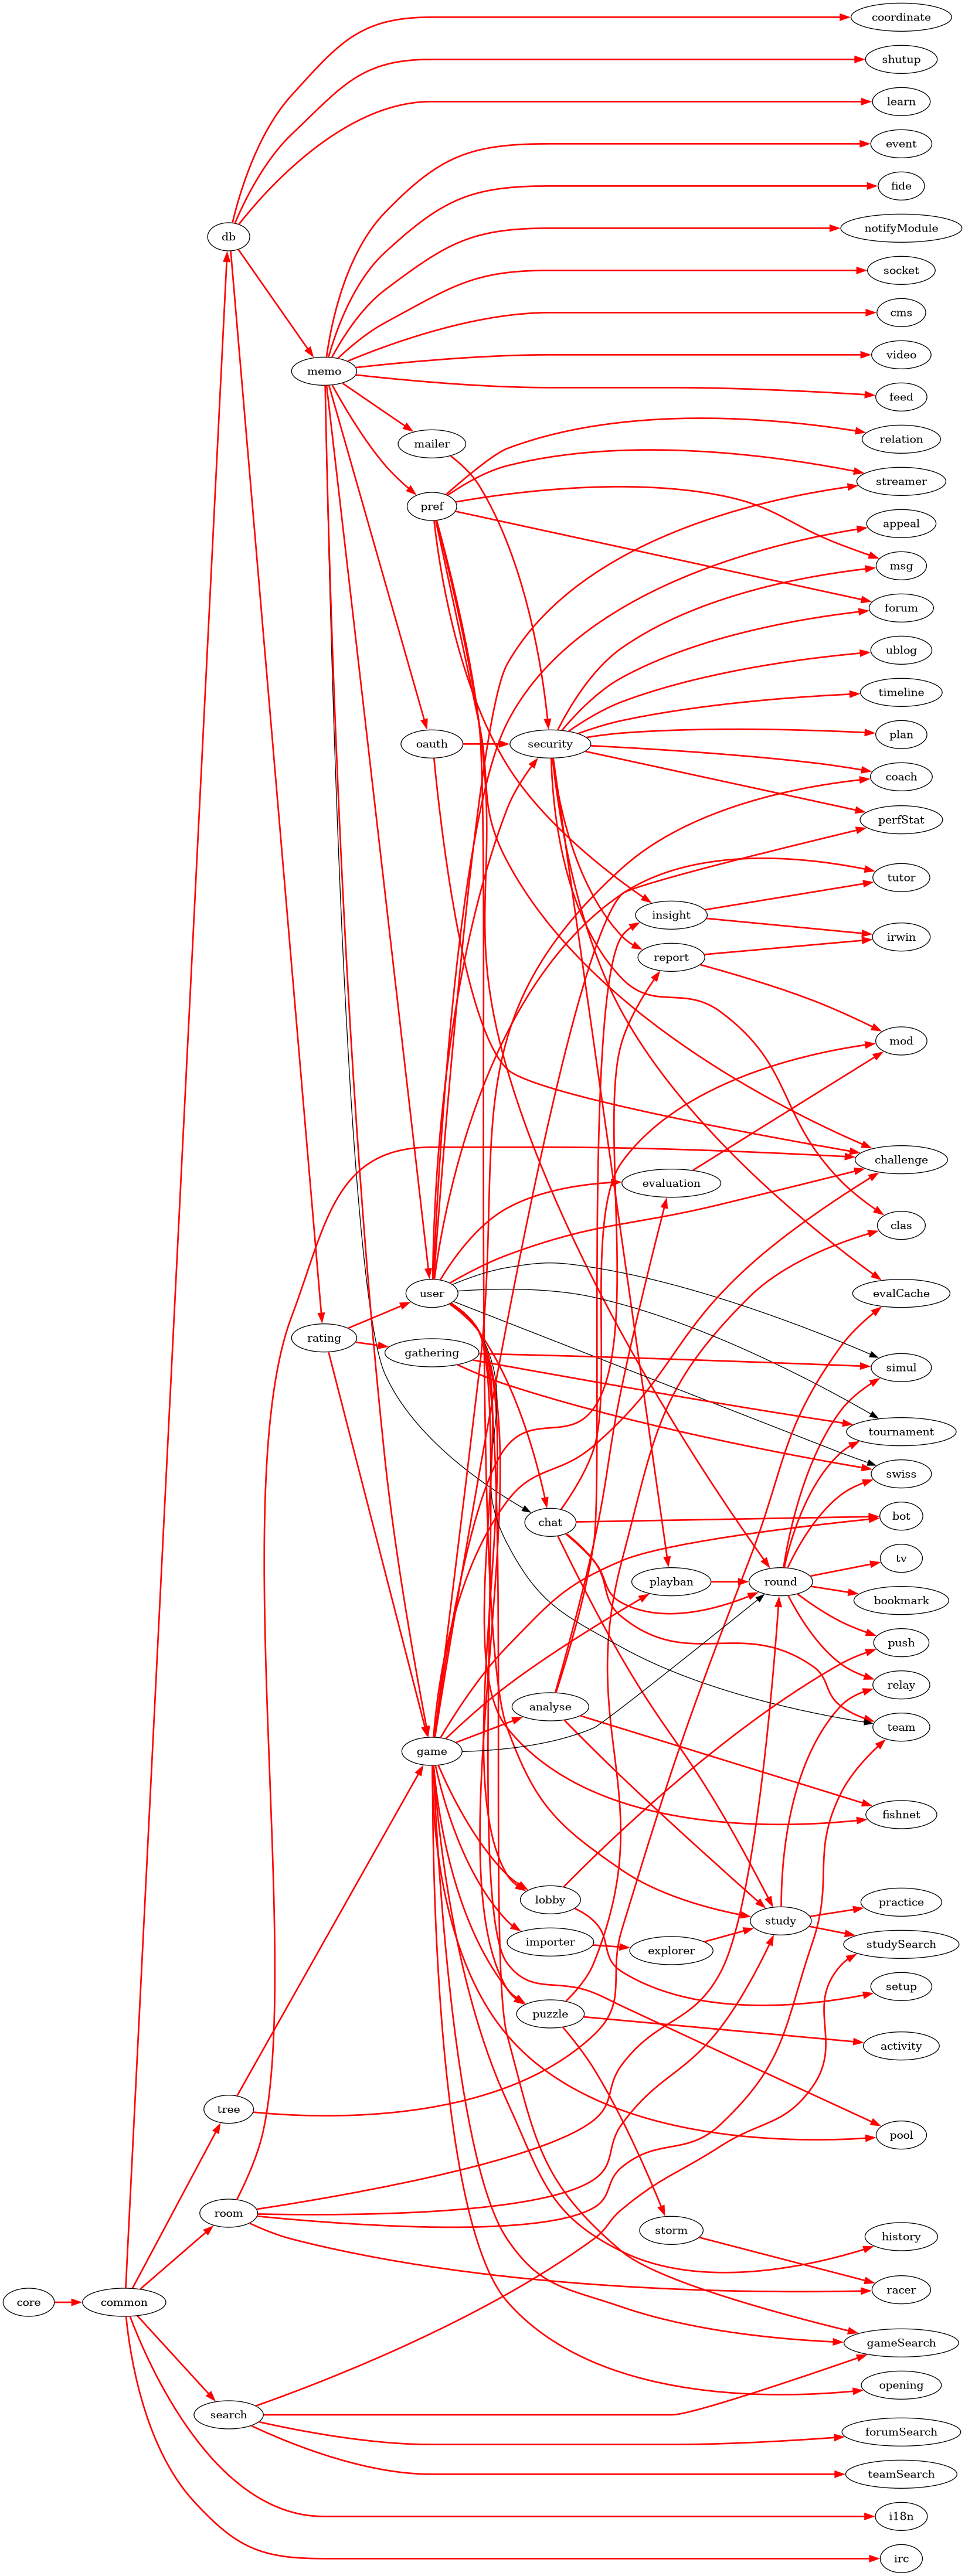 coordinate
shutup
learn
event
fide
db
notifyModule
socket
cms
video
memo
feed
relation
mailer
streamer
pref
appeal
msg
forum
ublog
timeline
plan
oauth
security
coach
perfStat
tutor
insight
irwin
report
mod
challenge
evaluation
clas
evalCache
user
rating
gathering
simul
tournament
swiss
bot
chat
tv
playban
round
bookmark
push
relay
analyse
team
game
fishnet
lobby
practice
study
importer
studySearch
explorer
setup
puzzle
activity
tree
pool
room
storm
history
racer
core
common
gameSearch
opening
search
forumSearch
teamSearch
i18n
irc